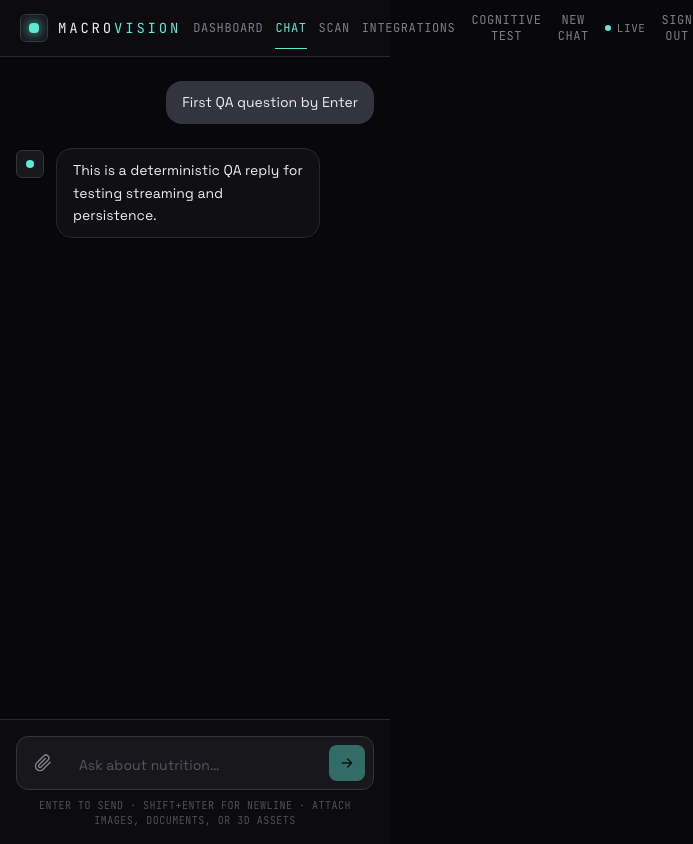 MACROVISION DASHBOARD CHAT SCAN INTEGRATIONS COGNITIVE TEST NEW CHAT LIVE SIGN OUT
First QA question by Enter
This is a deterministic QA reply for
testing streaming and
persistence.
Ask about nutrition…
ENTER TO SEND · SHIFT+ENTER FOR NEWLINE · ATTACH
IMAGES, DOCUMENTS, OR 3D ASSETS